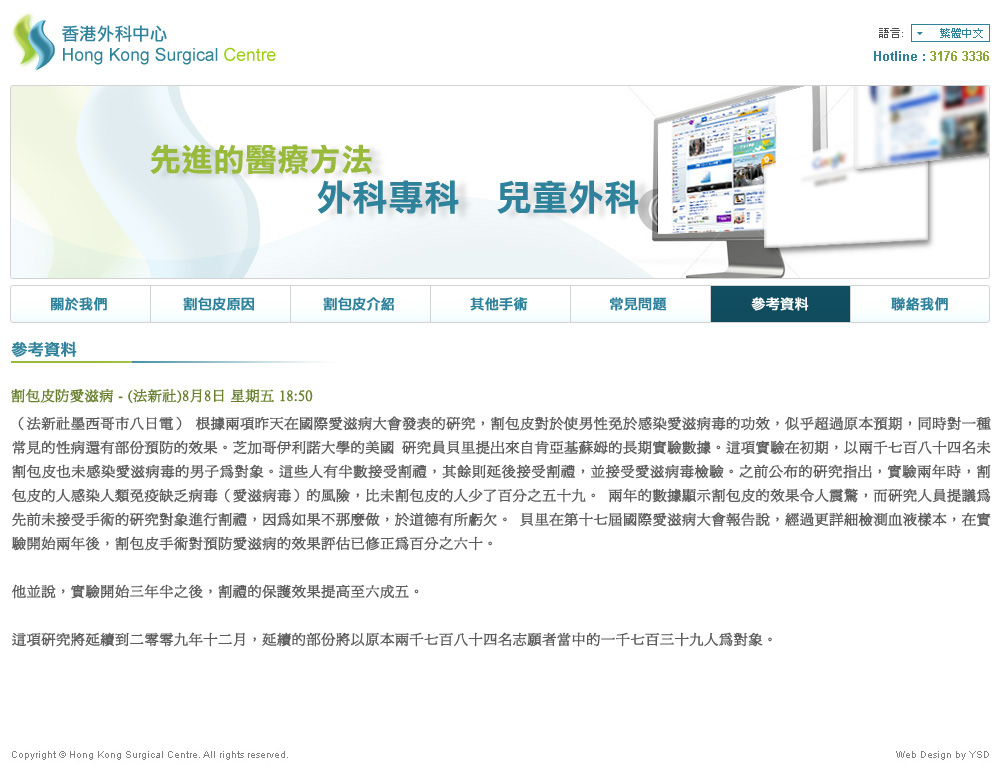 香港外科中心
Hong Kong Surgical Centre
語言: 繁體中文
Hotline : 3176 3336
先進的醫療方法
外科專科 兒童外科
Google
關於我們 割包皮原因 割包皮介紹 其他手術 常見問題 參考資料 聯絡我們
參考資料
割包皮防愛滋病 - (法新社)8月8日 星期五 18:50
（法新社墨西哥市八日電） 根據兩項昨天在國際愛滋病大會發表的研究，割包皮對於使男性免於感染愛滋病毒的功效，似乎超過原本預期，同時對一種
常見的性病還有部份預防的效果。芝加哥伊利諾大學的美國 研究員貝里提出來自肯亞基蘇姆的長期實驗數據。這項實驗在初期，以兩千七百八十四名未
割包皮也未感染愛滋病毒的男子為對象。這些人有半數接受割禮，其餘則延後接受割禮，並接受愛滋病毒檢驗。之前公布的研究指出，實驗兩年時，割
包皮的人感染人類免疫缺乏病毒（愛滋病毒）的風險，比未割包皮的人少了百分之五十九。 兩年的數據顯示割包皮的效果令人震驚，而研究人員提議為
先前未接受手術的研究對象進行割禮，因為如果不那麼做，於道德有所虧欠。 貝里在第十七屆國際愛滋病大會報告說，經過更詳細檢測血液樣本，在實
驗開始兩年後，割包皮手術對預防愛滋病的效果評估已修正為百分之六十。
他並說，實驗開始三年半之後，割禮的保護效果提高至六成五。
這項研究將延續到二零零九年十二月，延續的部份將以原本兩千七百八十四名志願者當中的一千七百三十九人為對象。
Copyright © Hong Kong Surgical Centre. All rights reserved.
Web Design by YSD